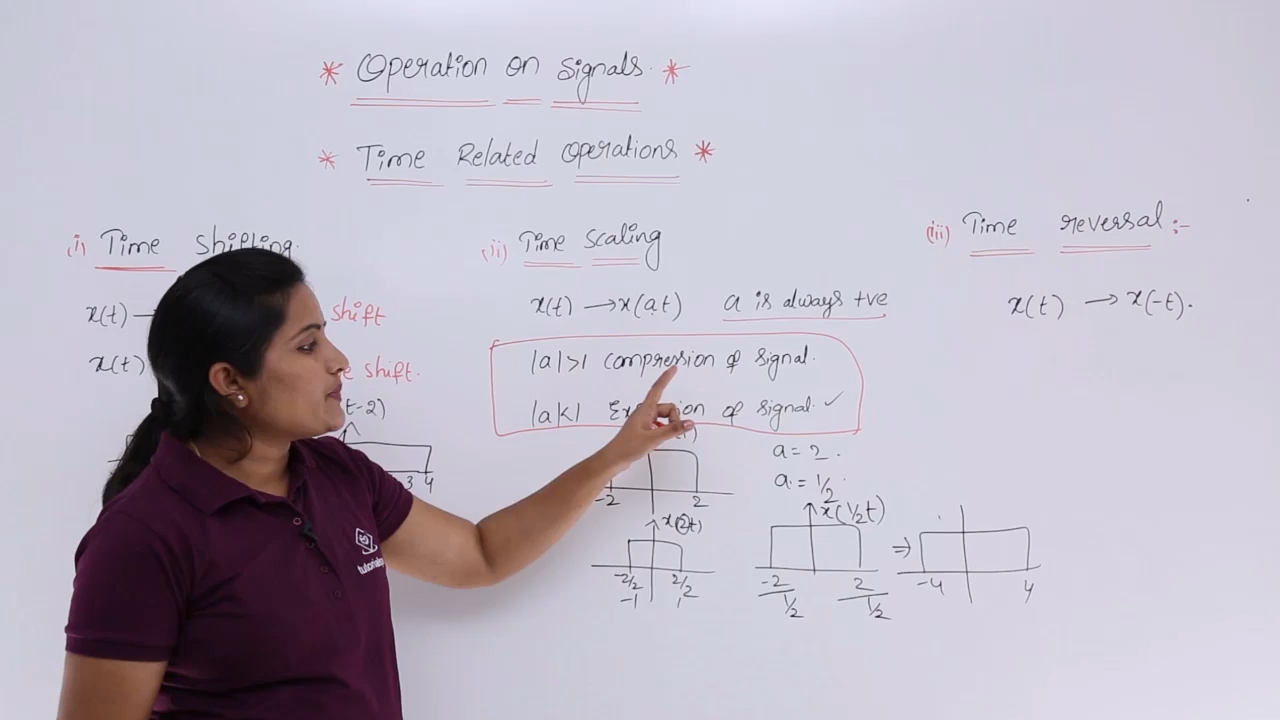 * Operation on signals. *
* Time Related Operations *
(i) Time shifting.
x(t) →
shift
x(t)
shift.
t-2)
3 4
(ii) Time scaling
x(t) → x(at) a is always +ve
|a|>1 compression of signal.
|a|<1 of signal. ✓
-2 2
a = 2.
a = 1/2
x(2t)
-2/2 2/2
-1 1
x(1/2t)
-2/1/2 2/1/2
⇒
-4 4
(iii) Time reversal :-
x(t) → x(-t).